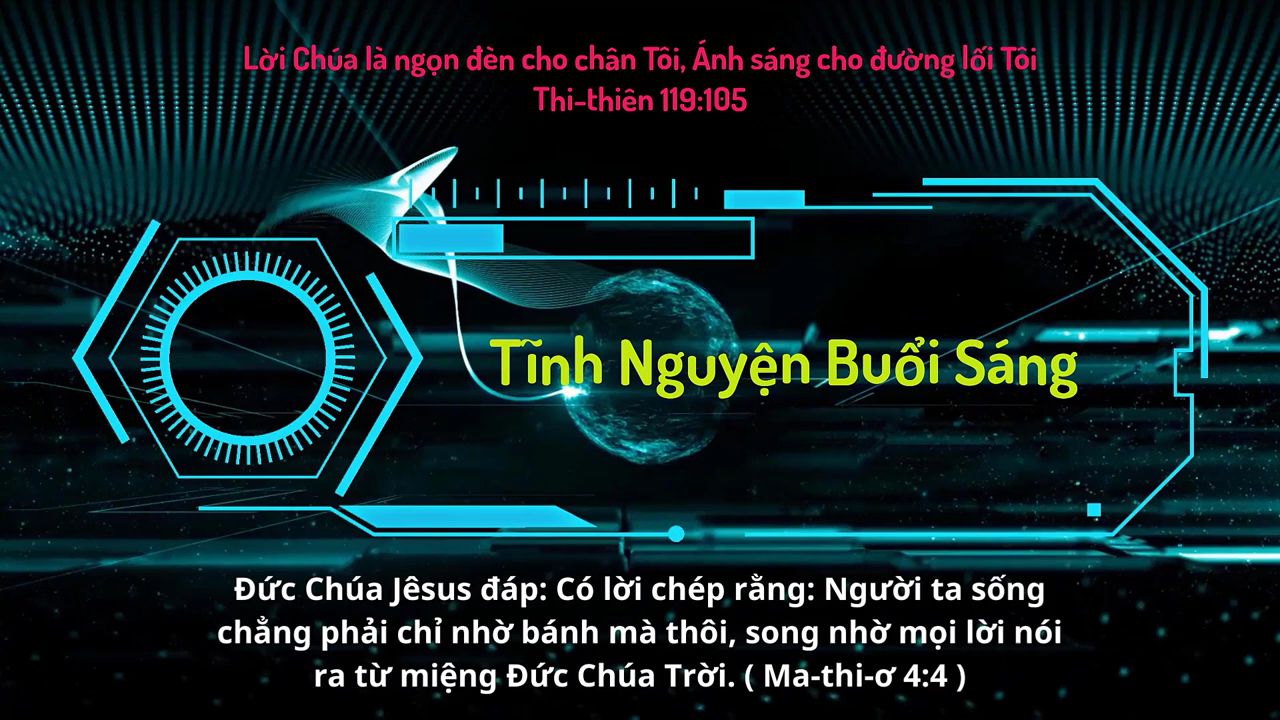 Lời Chúa là ngọn đèn cho chân Tôi, Ánh sáng cho đường lối Tôi
Thi-thiên 119:105
Tĩnh Nguyện Buổi Sáng
Đức Chúa Jêsus đáp: Có lời chép rằng: Người ta sống
chẳng phải chỉ nhờ bánh mà thôi, song nhờ mọi lời nói
ra từ miệng Đức Chúa Trời. ( Ma-thi-ơ 4:4 )